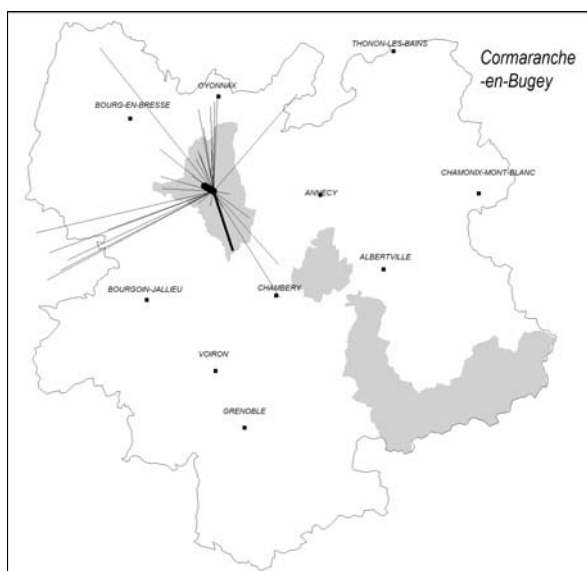 THONON-LES-BAINS
Cormaranche
-en-Bugey
OYONNAX
BOURG-EN-BRESSE
CHAMONIX-MONT-BLANC
ANNECY
ALBERTVILLE
CHAMBERY
BOURGOIN-JALLIEU
VOIRON
GRENOBLE